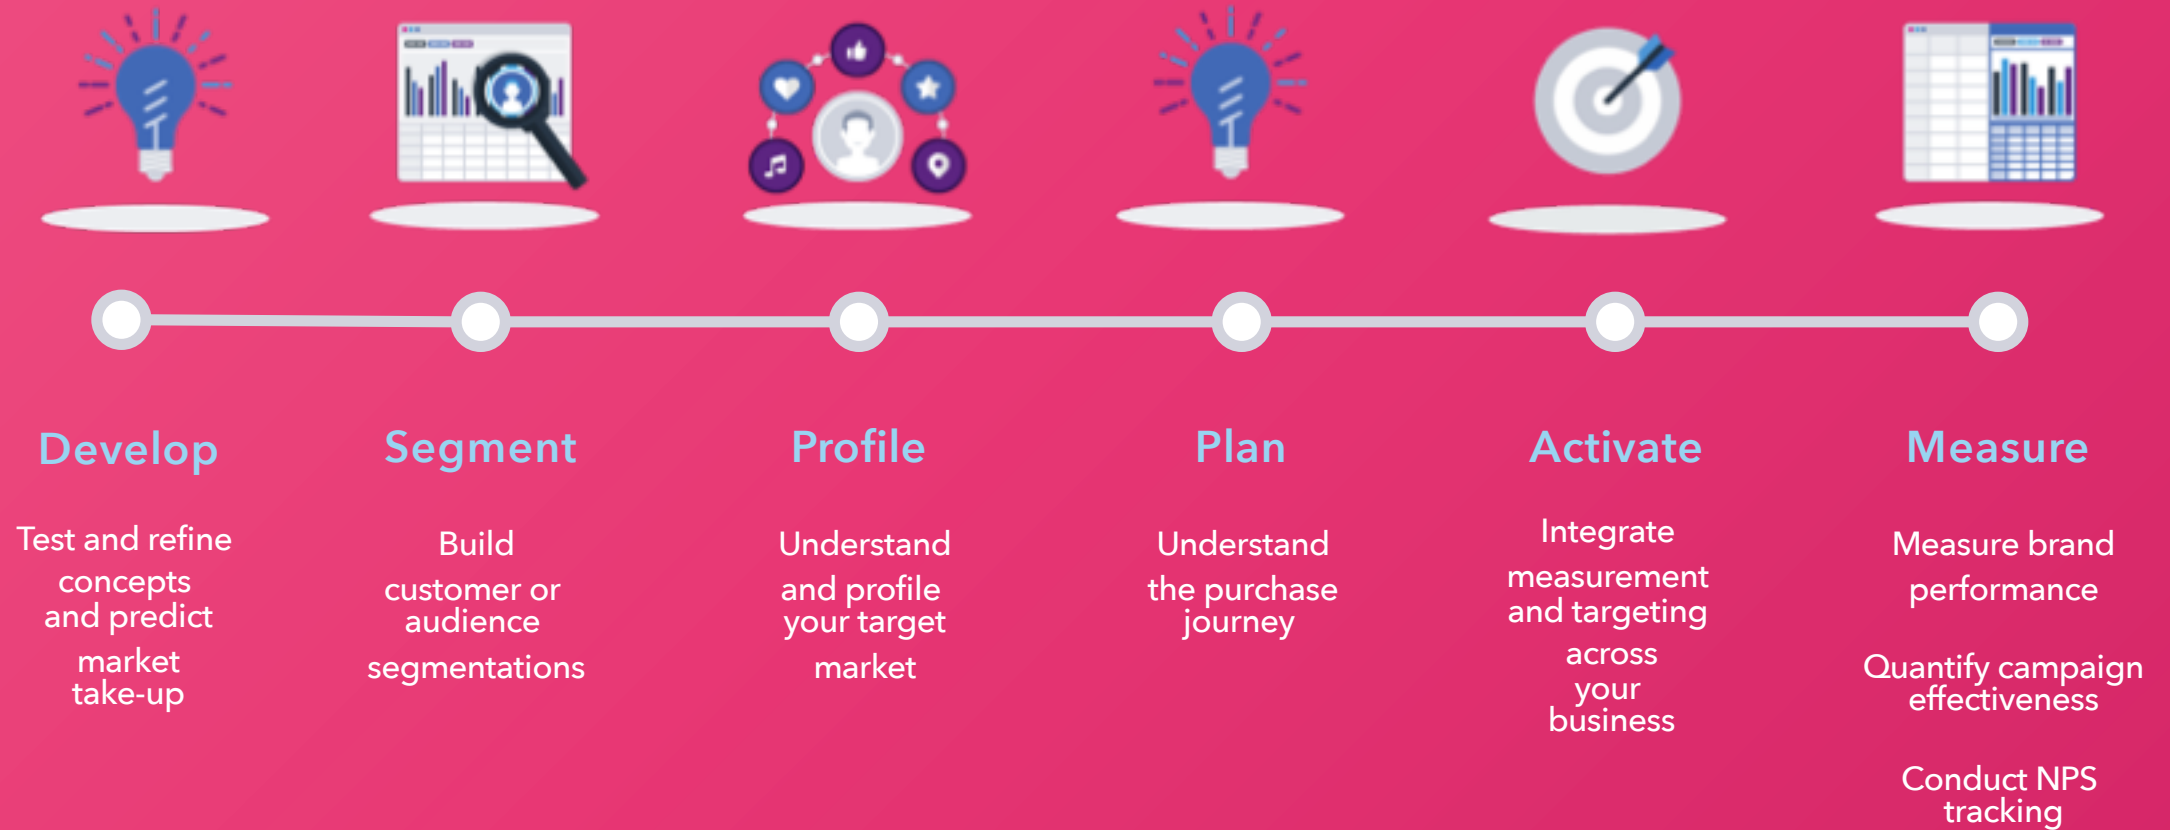 Develop
Test and refine
concepts
and predict
market
take-up
Segment
Build
customer or
audience
segmentations
Profile
Understand
and profile
your target
market
Plan
Understand
the purchase
journey
Activate
Integrate
measurement
and targeting
across
your
business
Measure
Measure brand
performance
Quantify campaign
effectiveness
Conduct NPS
tracking